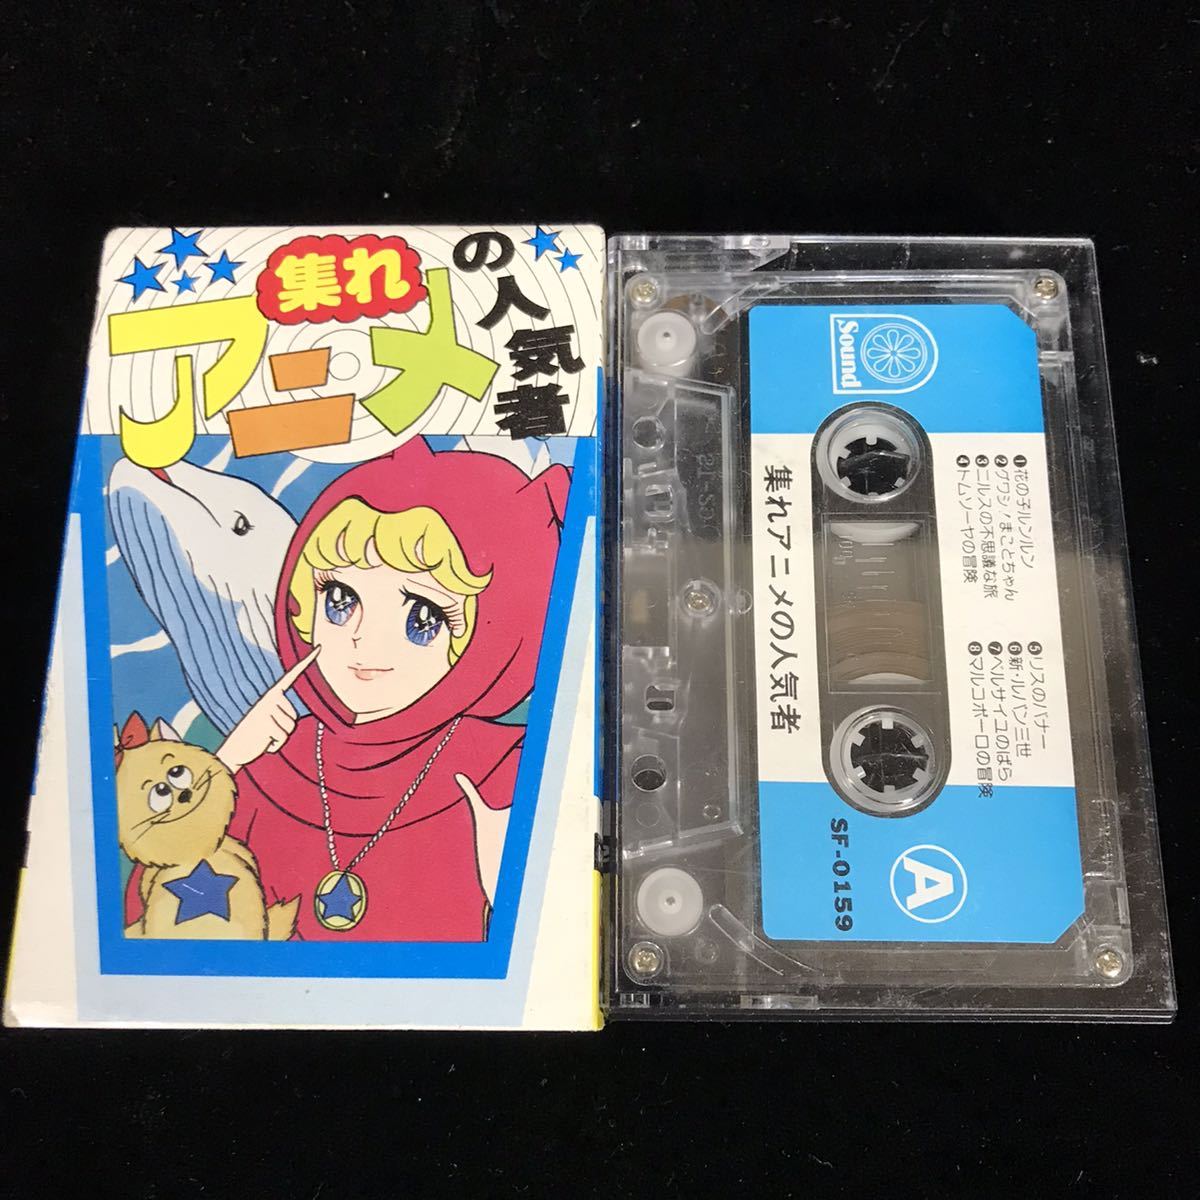 集れ
アニメ
の人気者
Sound
集れアニメの人気者
❶花の子ルンルン
❷グワシ!まことちゃん
❸ニルスの不思議な旅
❹トムソーヤの冒険
❺リスのバナー
❻新・ルパン三世
❼ベルサイユのばら
❽マルコポーロの冒険
A
SF-0159